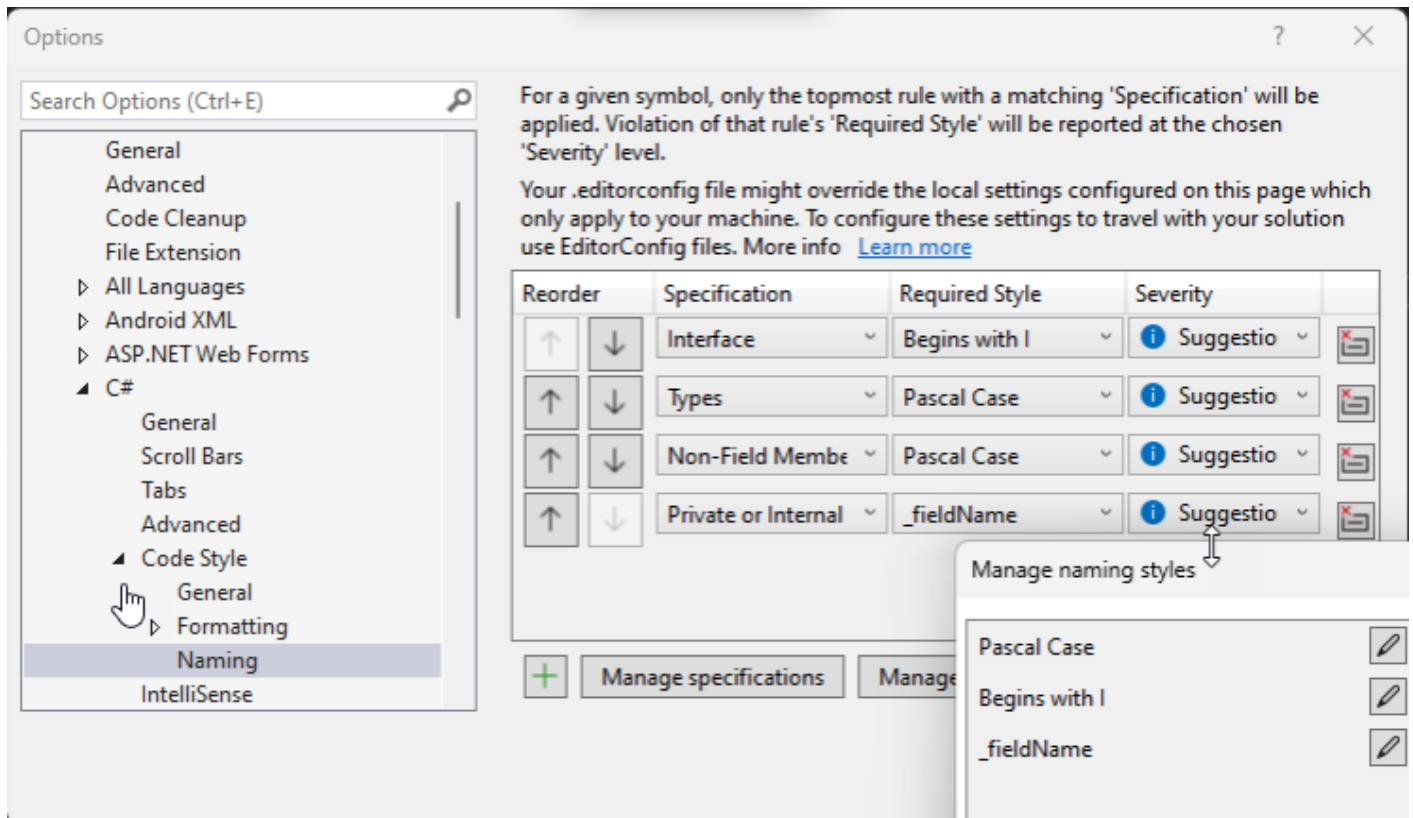 Options
?
Search Options (Ctrl+E)
General
Advanced
Code Cleanup
File Extension
All Languages
Android XML
ASP.NET Web Forms
C#
General
Scroll Bars
Tabs
Advanced
Code Style
General
Formatting
Naming
IntelliSense
For a given symbol, only the topmost rule with a matching 'Specification' will be
applied. Violation of that rule's 'Required Style' will be reported at the chosen
'Severity' level.
Your .editorconfig file might override the local settings configured on this page which
only apply to your machine. To configure these settings to travel with your solution
use EditorConfig files. More info Learn more
Reorder Specification Required Style Severity
Interface Begins with I Suggestio
Types Pascal Case Suggestio
Non-Field Membe Pascal Case Suggestio
Private or Internal _fieldName Suggestio
Manage specifications Manage
Manage naming styles
Pascal Case
Begins with I
_fieldName